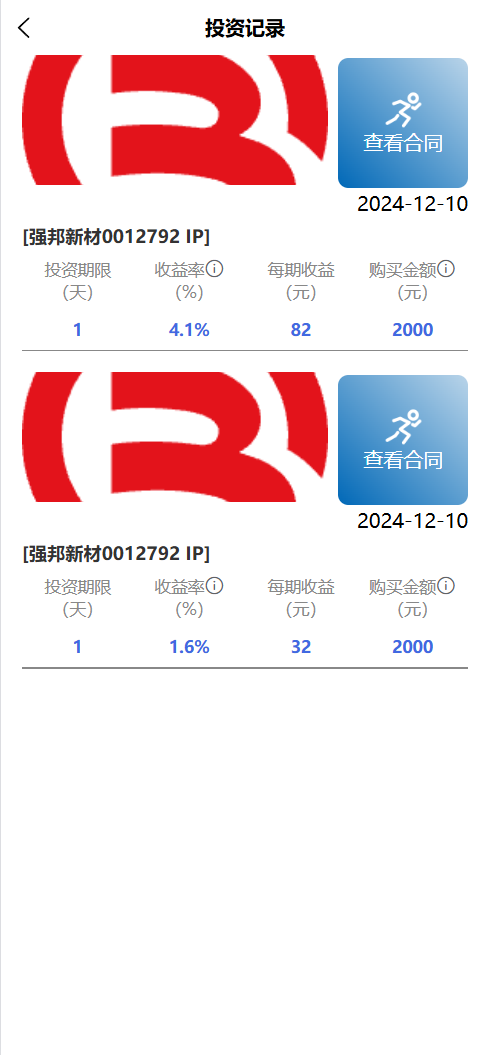 投资记录
查看合同
2024-12-10
[强邦新材0012792 IP]
投资期限 收益率 每期收益 购买金额
(天) (%) (元) (元)
1 4.1% 82 2000
查看合同
2024-12-10
[强邦新材0012792 IP]
投资期限 收益率 每期收益 购买金额
(天) (%) (元) (元)
1 1.6% 32 2000